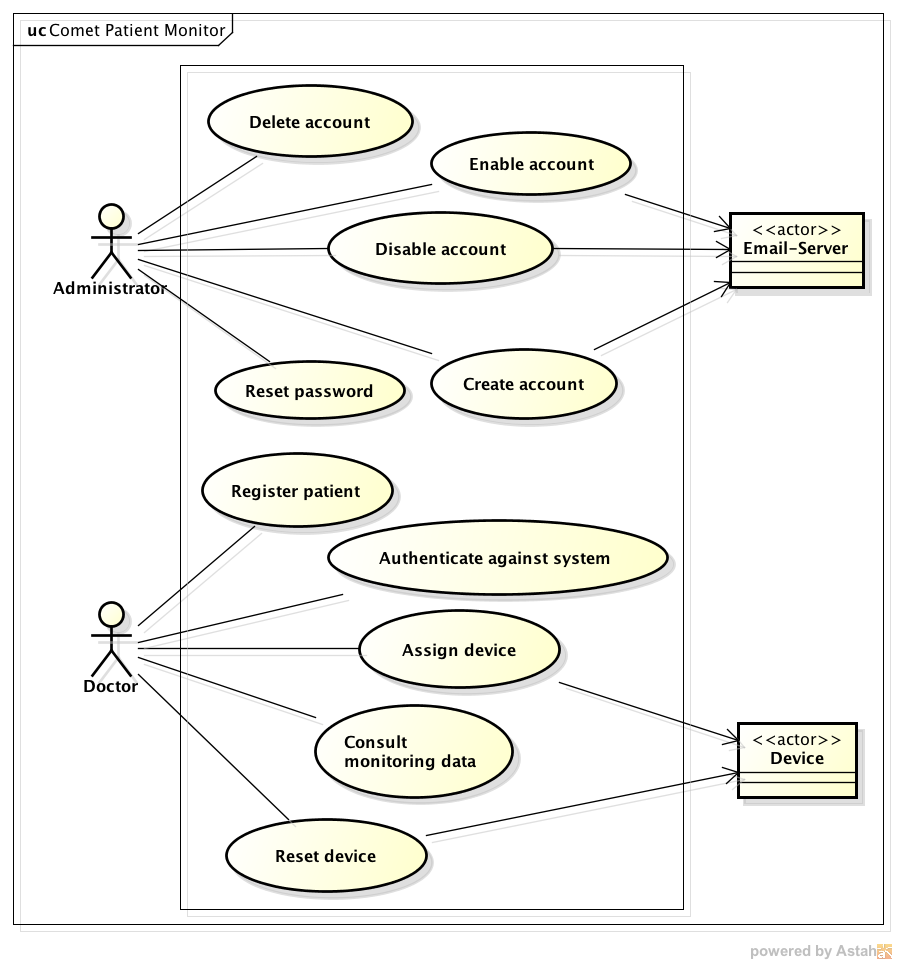 uc Comet Patient Monitor
Delete account
Enable account
<<actor>>
Email-Server
Disable account
Administrator
Reset password
Create account
Register patient
Authenticate against system
Assign device
Doctor
Consult
monitoring data
<<actor>>
Device
Reset device
powered by Astah